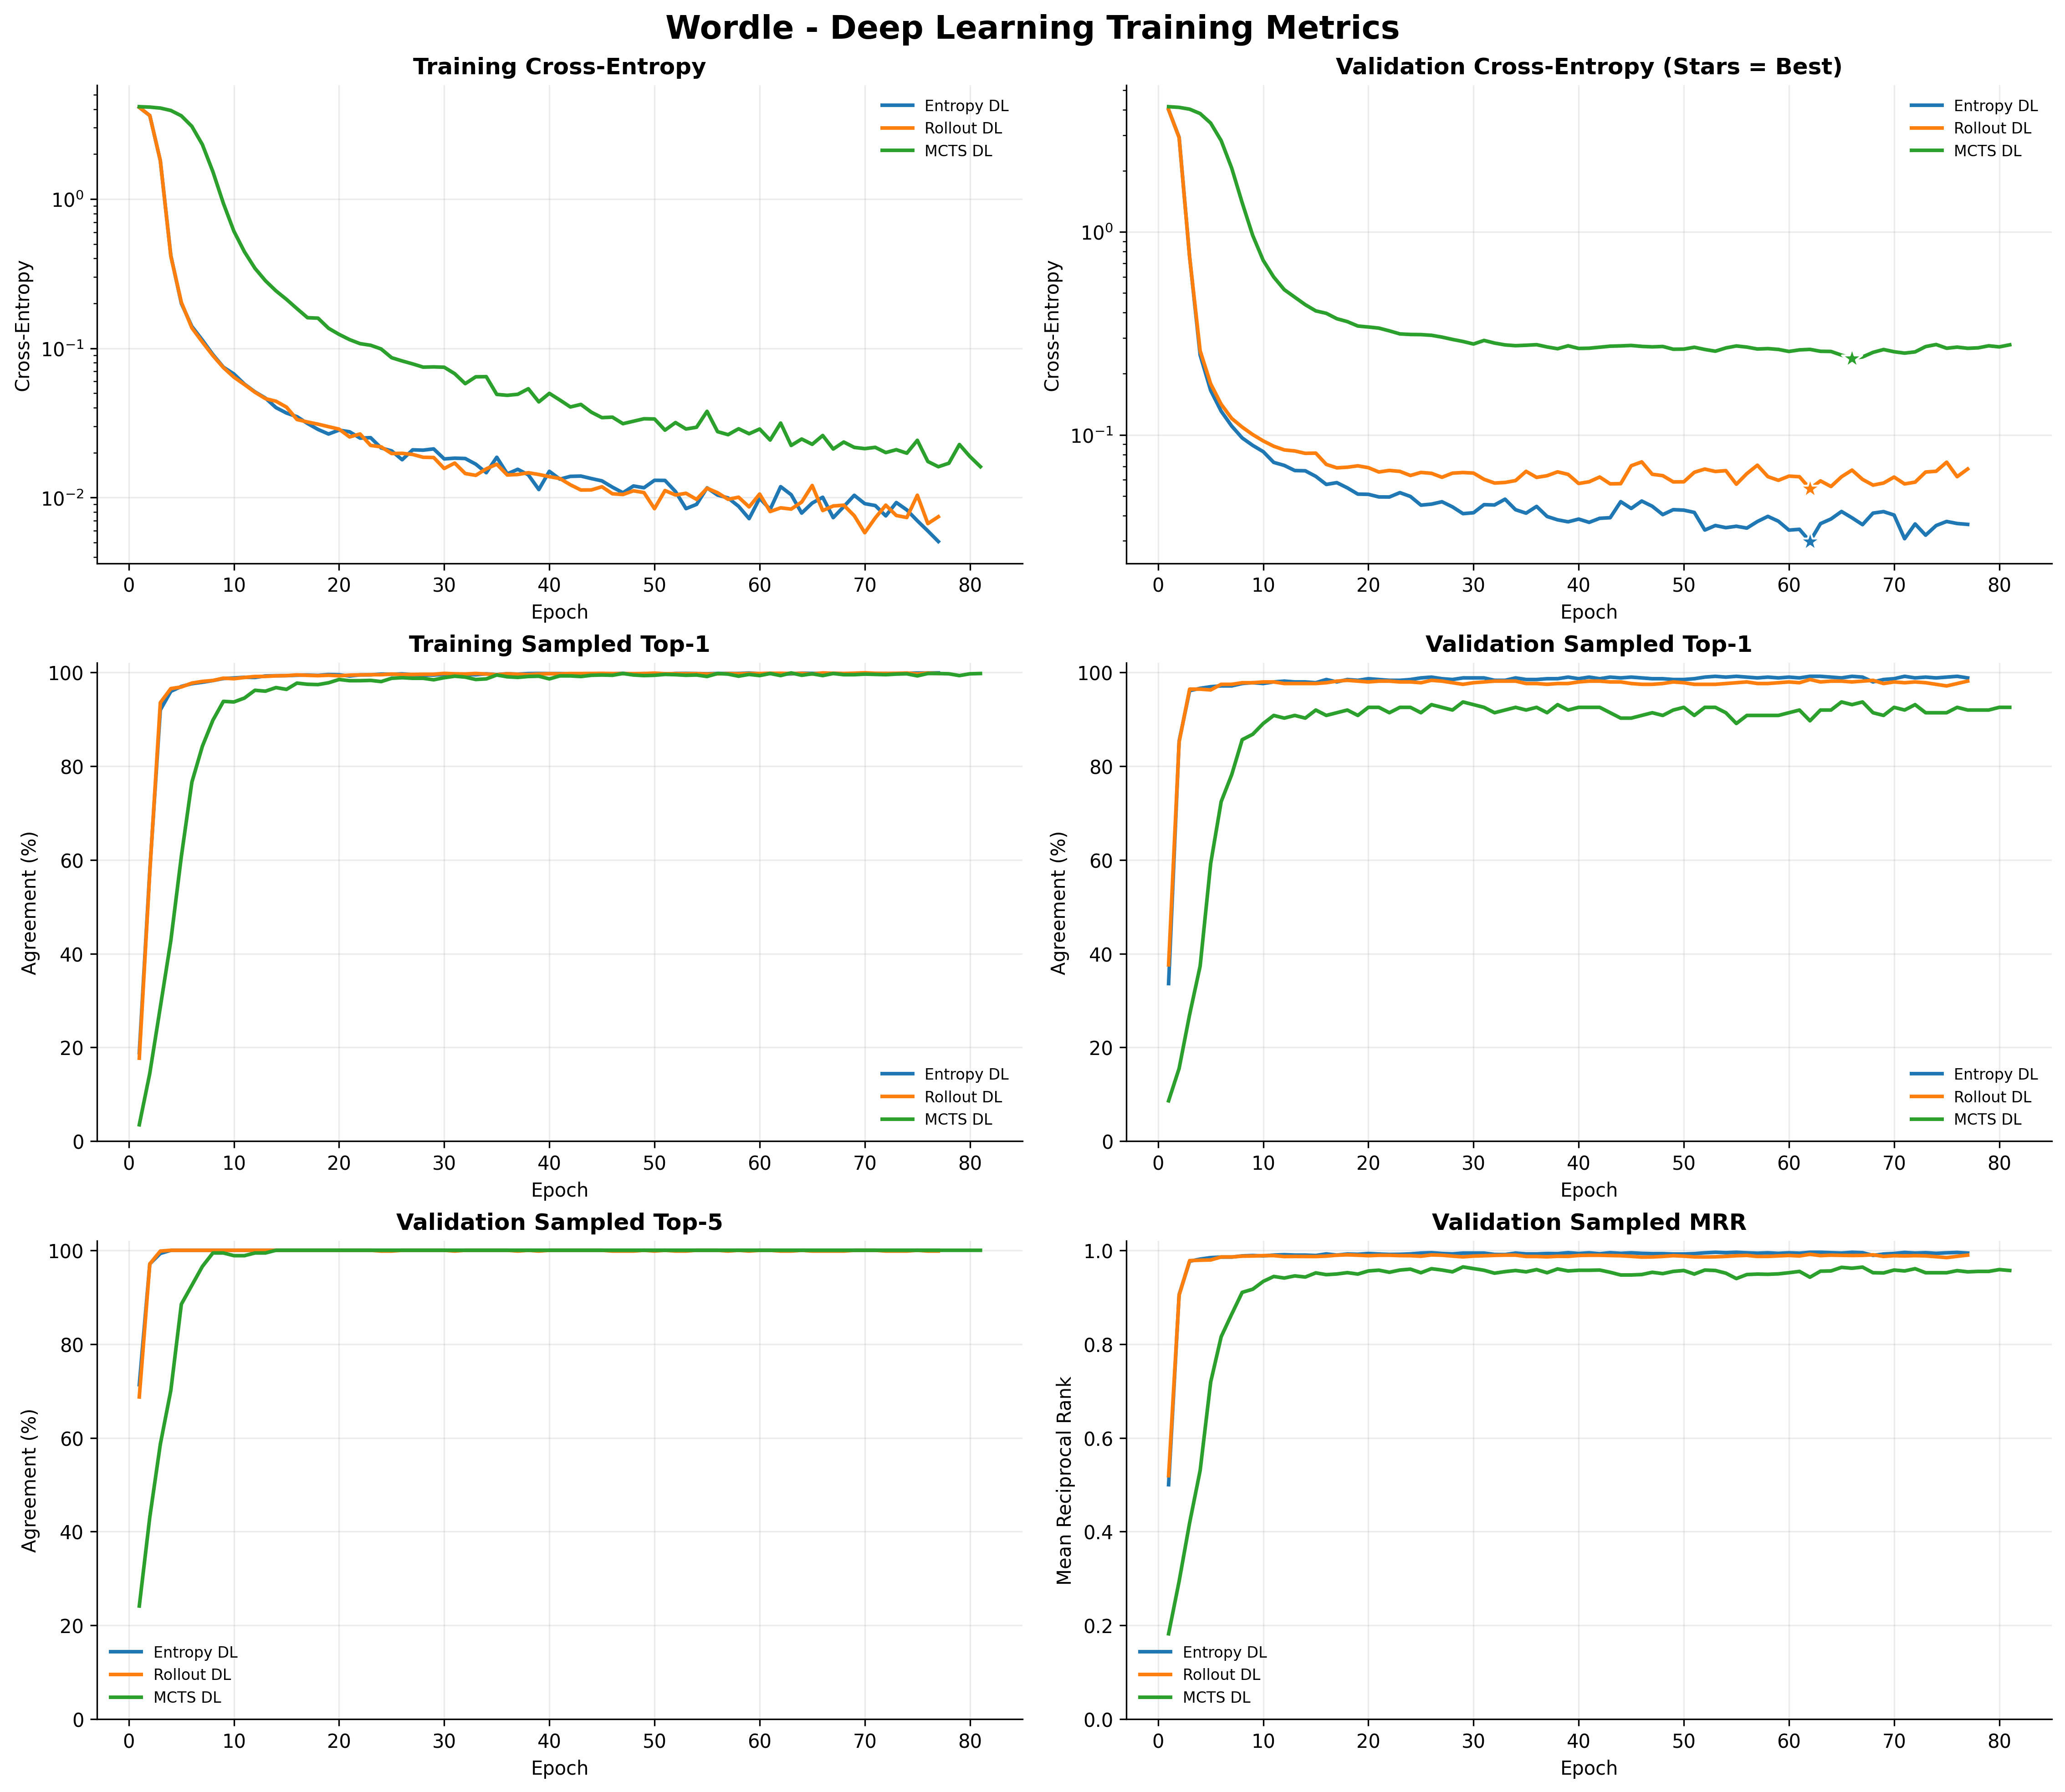 Wordle - Deep Learning Training Metrics
Training Cross-Entropy
Cross-Entropy
10⁰
10⁻¹
10⁻²
0 10 20 30 40 50 60 70 80
Epoch
Entropy DL
Rollout DL
MCTS DL
Validation Cross-Entropy (Stars = Best)
Cross-Entropy
10⁰
10⁻¹
0 10 20 30 40 50 60 70 80
Epoch
Entropy DL
Rollout DL
MCTS DL
Training Sampled Top-1
Agreement (%)
100
80
60
40
20
0
0 10 20 30 40 50 60 70 80
Epoch
Entropy DL
Rollout DL
MCTS DL
Validation Sampled Top-1
Agreement (%)
100
80
60
40
20
0
0 10 20 30 40 50 60 70 80
Epoch
Entropy DL
Rollout DL
MCTS DL
Validation Sampled Top-5
Agreement (%)
100
80
60
40
20
0
0 10 20 30 40 50 60 70 80
Epoch
Entropy DL
Rollout DL
MCTS DL
Validation Sampled MRR
Mean Reciprocal Rank
1.0
0.8
0.6
0.4
0.2
0.0
0 10 20 30 40 50 60 70 80
Epoch
Entropy DL
Rollout DL
MCTS DL